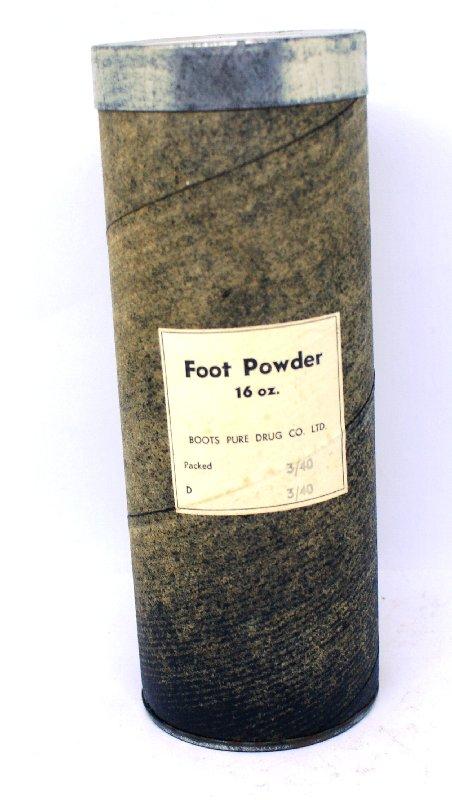 Foot Powder
16 oz.
BOOTS PURE DRUG CO. LTD.
Packed 3/40
D 3/40